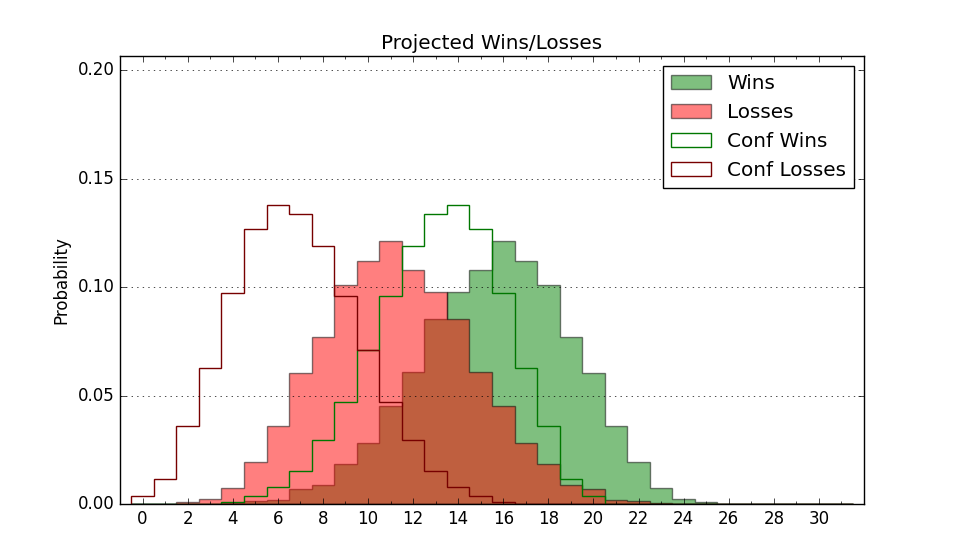 Projected Wins/Losses
Wins
Losses
Conf Wins
Conf Losses
Probability
0.20
0.15
0.10
0.05
0.00
0 2 4 6 8 10 12 14 16 18 20 22 24 26 28 30